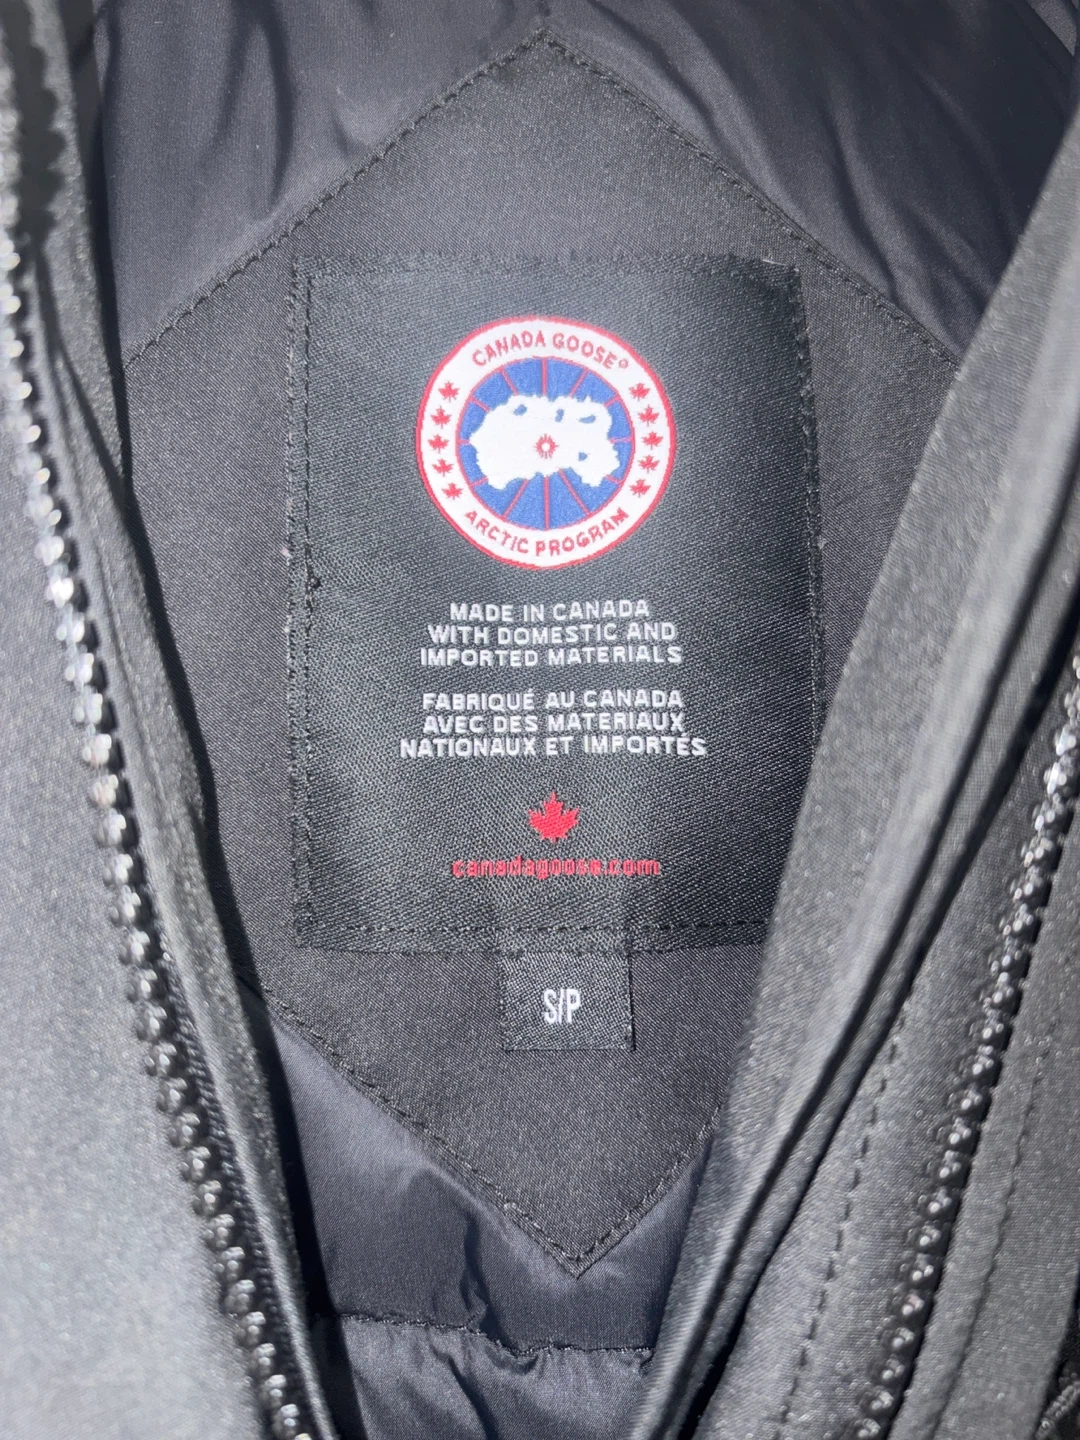 CANADA GOOSE®
ARCTIC PROGRAM
MADE IN CANADA
WITH DOMESTIC AND
IMPORTED MATERIALS
FABRIQUÉ AU CANADA
AVEC DES MATERIAUX
NATIONAUX ET IMPORTÉS
canadagoose.com
S/P